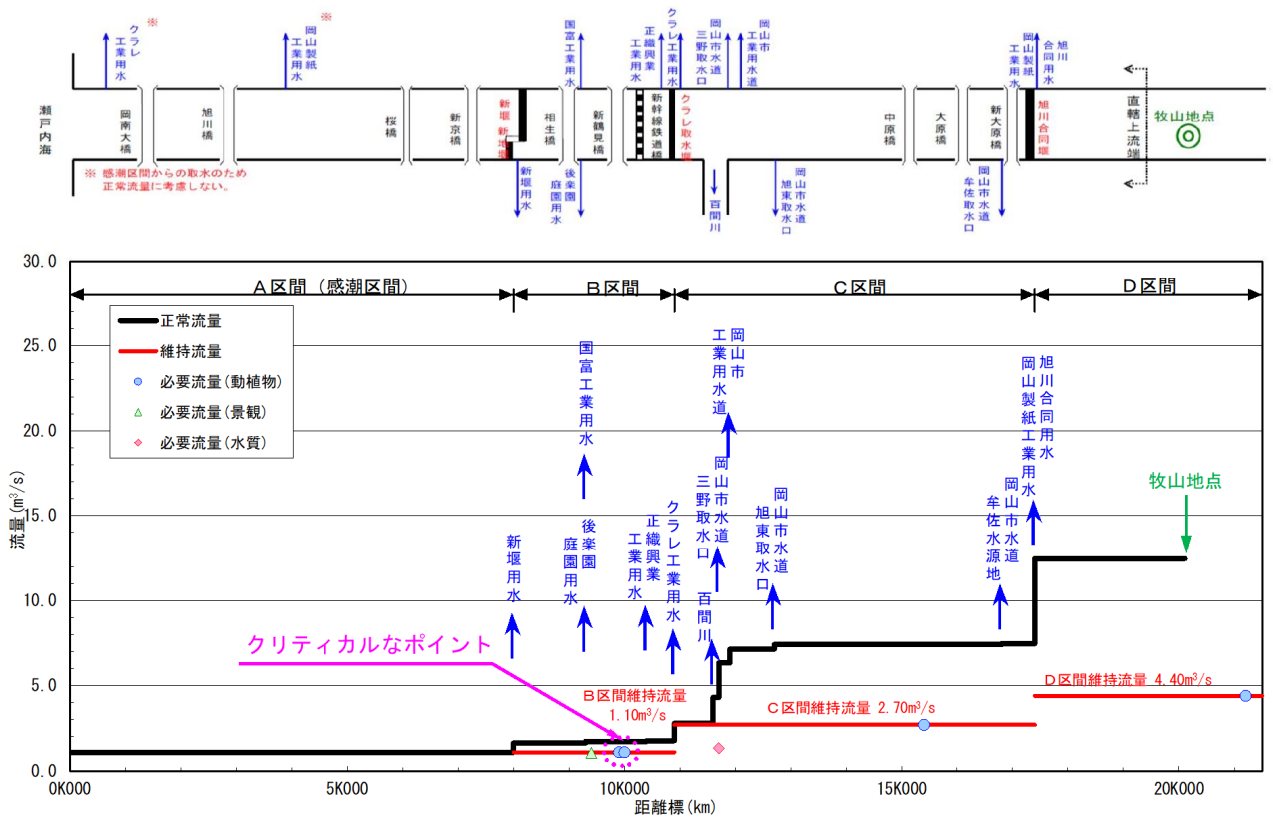 ※
クラレ
工業用水
※
岡山製紙
工業用水
国富工業用水
正織興業
工業用水
クラレ工業用水
岡山市水道
三野取水口
岡山市
工業用水道
岡山製紙
工業用水
旭川
合同用水
瀬戸内海
岡南大橋
旭川橋
桜橋
新京橋
新堰
新地堰
相生橋
新鶴見橋
新幹線鉄道橋
クラレ取水堰
中原橋
大原橋
新大原橋
旭川合同堰
直轄上流端
牧山地点
※ 感潮区間からの取水のため
正常流量に考慮しない。
新堰用水
後楽園
庭園用水
百間川
岡山市水道
旭東取水口
岡山市水道
牟佐取水口
30.0
25.0
20.0
15.0
10.0
5.0
0.0
流量(m³/s)
A区間（感潮区間）
B区間
C区間
D区間
正常流量
維持流量
必要流量(動植物)
必要流量(景観)
必要流量(水質)
新堰用水
国富工業用水
後楽園
庭園用水
正織興業
工業用水
クラレ工業用水
岡山市
工業用水道
岡山市水道
三野取水口
百間川
岡山市水道
旭東取水口
岡山市水道
牟佐水源地
旭川合同用水
岡山製紙工業用水
牧山地点
クリティカルなポイント
B区間維持流量
1.10m³/s
C区間維持流量 2.70m³/s
D区間維持流量 4.40m³/s
0K000
5K000
10K000
15K000
20K000
距離標(km)